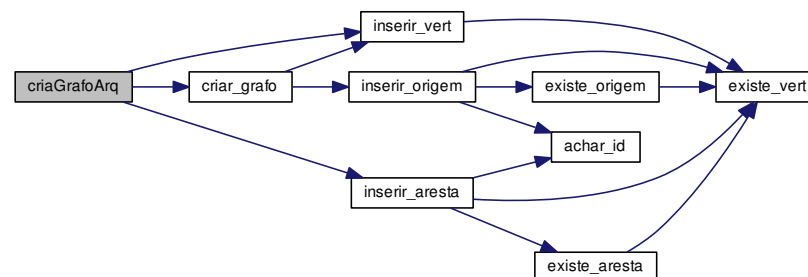 inserir_vert
criaGrafoArq
criar_grafo
inserir_origem
existe_origem
existe_vert
achar_id
inserir_aresta
existe_aresta